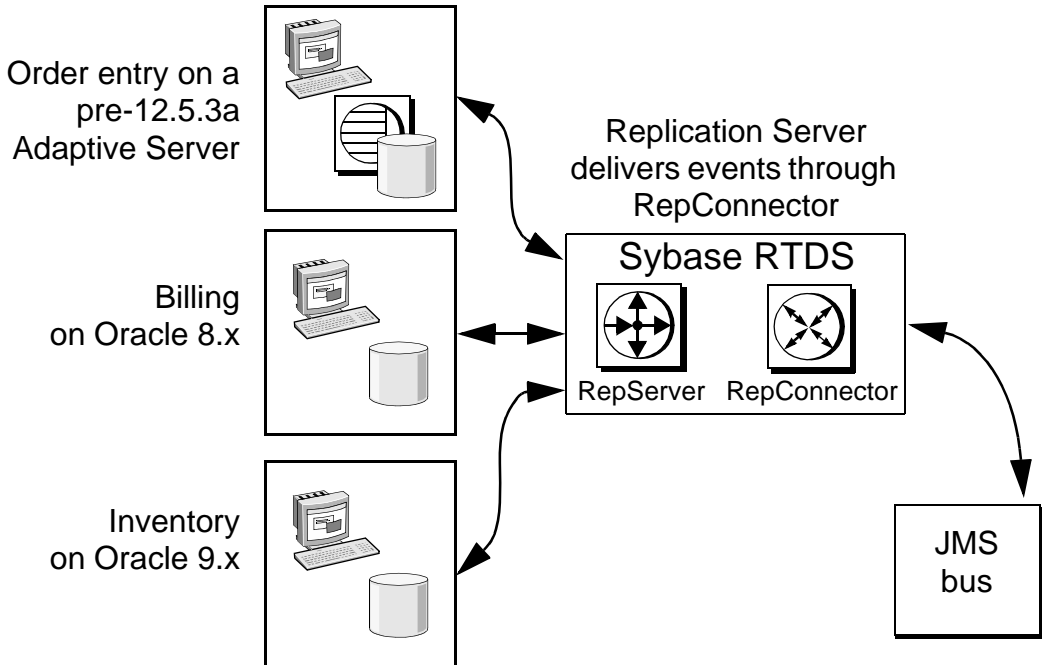 Order entry on a
pre-12.5.3a
Adaptive Server
Replication Server
delivers events through
RepConnector
Sybase RTDS
RepServer
RepConnector
Billing
on Oracle 8.x
Inventory
on Oracle 9.x
JMS
bus